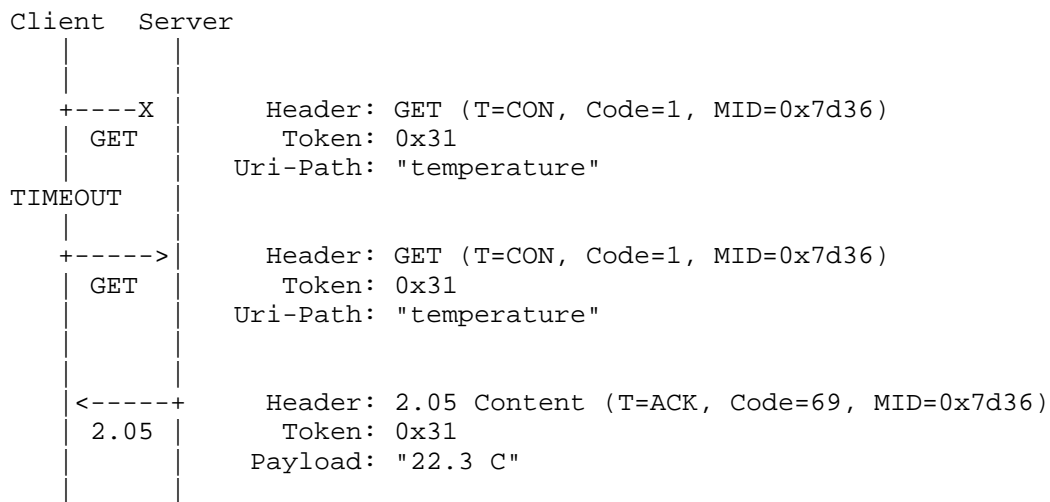 Client Server
+----X Header: GET (T=CON, Code=1, MID=0x7d36)
GET Token: 0x31
Uri-Path: "temperature"
TIMEOUT
+-----> Header: GET (T=CON, Code=1, MID=0x7d36)
GET Token: 0x31
Uri-Path: "temperature"
<-----+ Header: 2.05 Content (T=ACK, Code=69, MID=0x7d36)
2.05 Token: 0x31
Payload: "22.3 C"